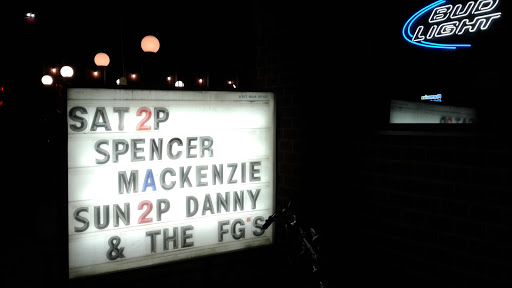 SAT 2P
SPENCER
MACKENZIE
SUN 2P DANNY
& THE FG'S
BUD
LIGHT